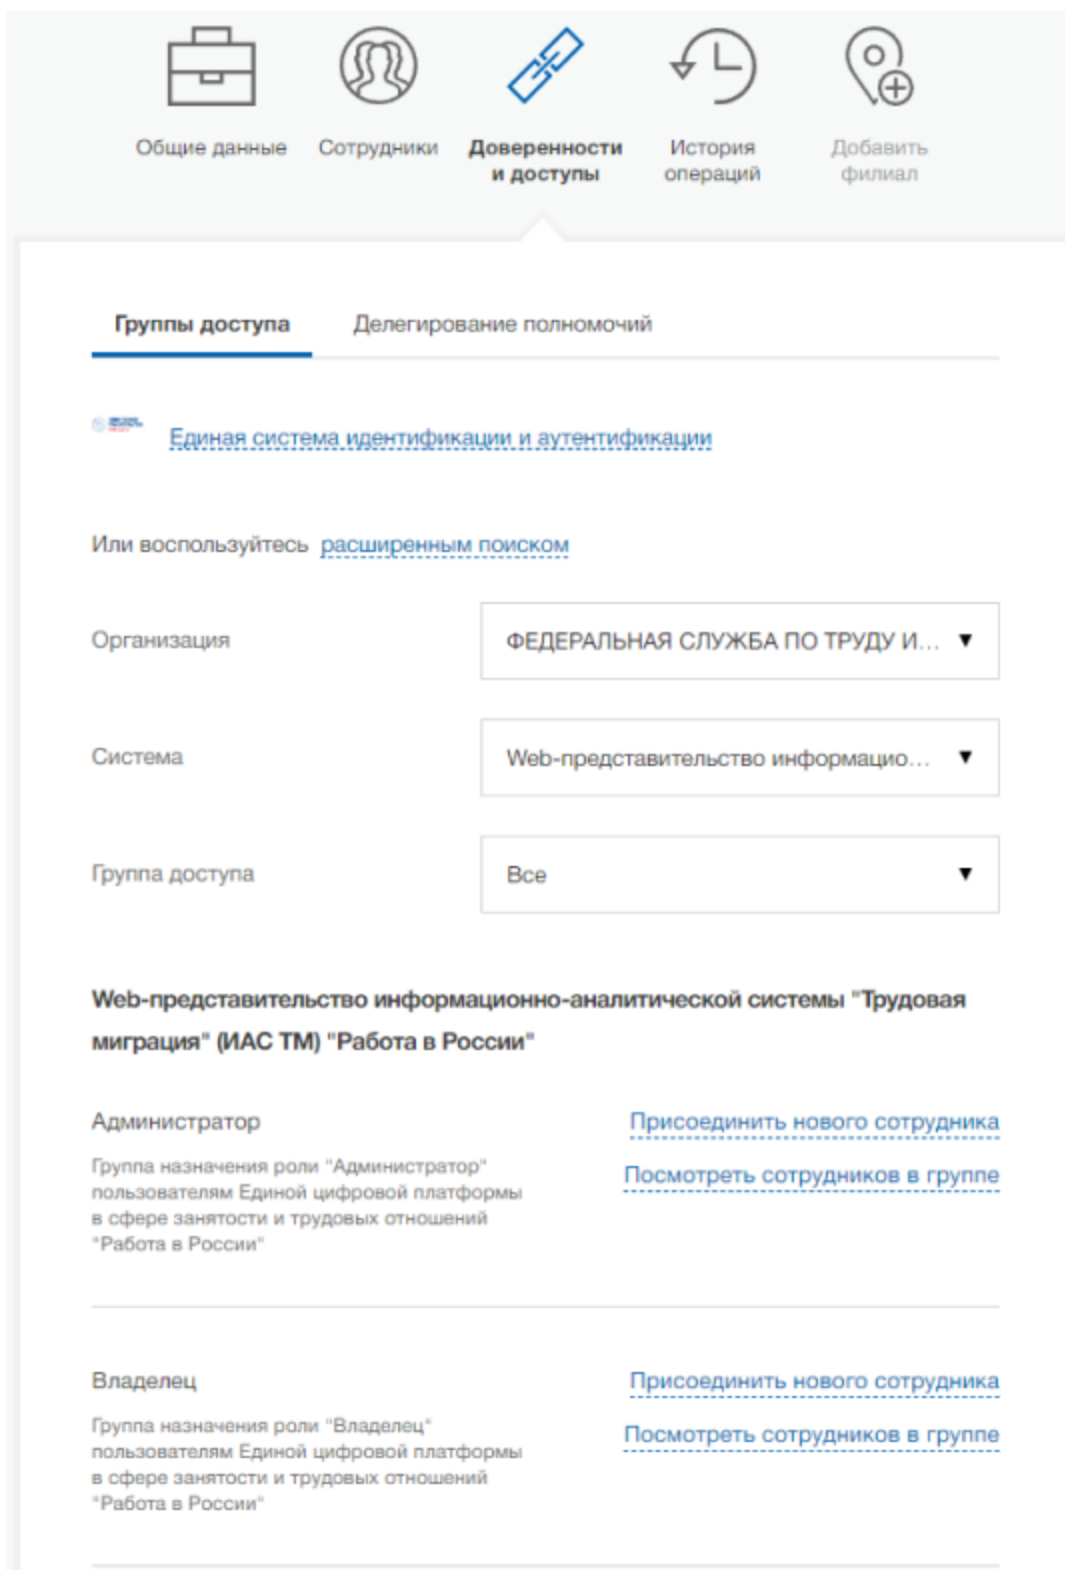 Общие данные
Сотрудники
Доверенности
и доступы
История
операций
Добавить
филиал
Группы доступа
Делегирование полномочий
Единая система идентификации и аутентификации
Или воспользуйтесь расширенным поиском
Организация
ФЕДЕРАЛЬНАЯ СЛУЖБА ПО ТРУДУ И...
Система
Web-представительство информацио...
Группа доступа
Все
Web-представительство информационно-аналитической системы "Трудовая
миграция" (ИАС ТМ) "Работа в России"
Администратор
Присоединить нового сотрудника
Группа назначения роли "Администратор"
пользователям Единой цифровой платформы
в сфере занятости и трудовых отношений
"Работа в России"
Посмотреть сотрудников в группе
Владелец
Присоединить нового сотрудника
Группа назначения роли "Владелец"
пользователям Единой цифровой платформы
в сфере занятости и трудовых отношений
"Работа в России"
Посмотреть сотрудников в группе